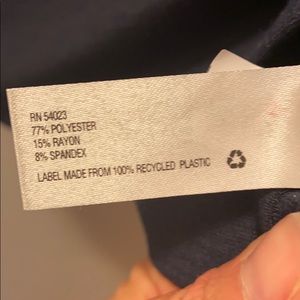 RN 54023
77% POLYESTER
15% RAYON
8% SPANDEX
LABEL MADE FROM 100% RECYCLED PLASTIC